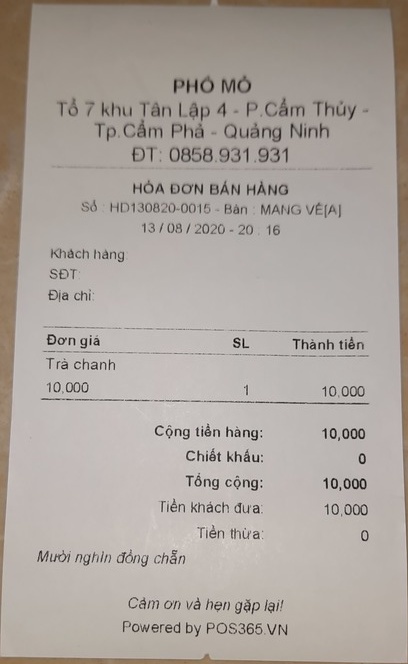 PHỐ MỎ
Tổ 7 khu Tân Lập 4 - P.Cẩm Thủy -
Tp.Cẩm Phả - Quảng Ninh
ĐT: 0858.931.931
HÓA ĐƠN BÁN HÀNG
Số : HD130820-0015 - Bàn : MANG VỀ[A]
13 / 08 / 2020 - 20 : 16
Khách hàng:
SĐT:
Địa chỉ:
Đơn giá SL Thành tiền
Trà chanh
10,000 1 10,000
Cộng tiền hàng: 10,000
Chiết khấu: 0
Tổng cộng: 10,000
Tiền khách đưa: 10,000
Tiền thừa: 0
Mười nghìn đồng chẵn
Cảm ơn và hẹn gặp lại!
Powered by POS365.VN